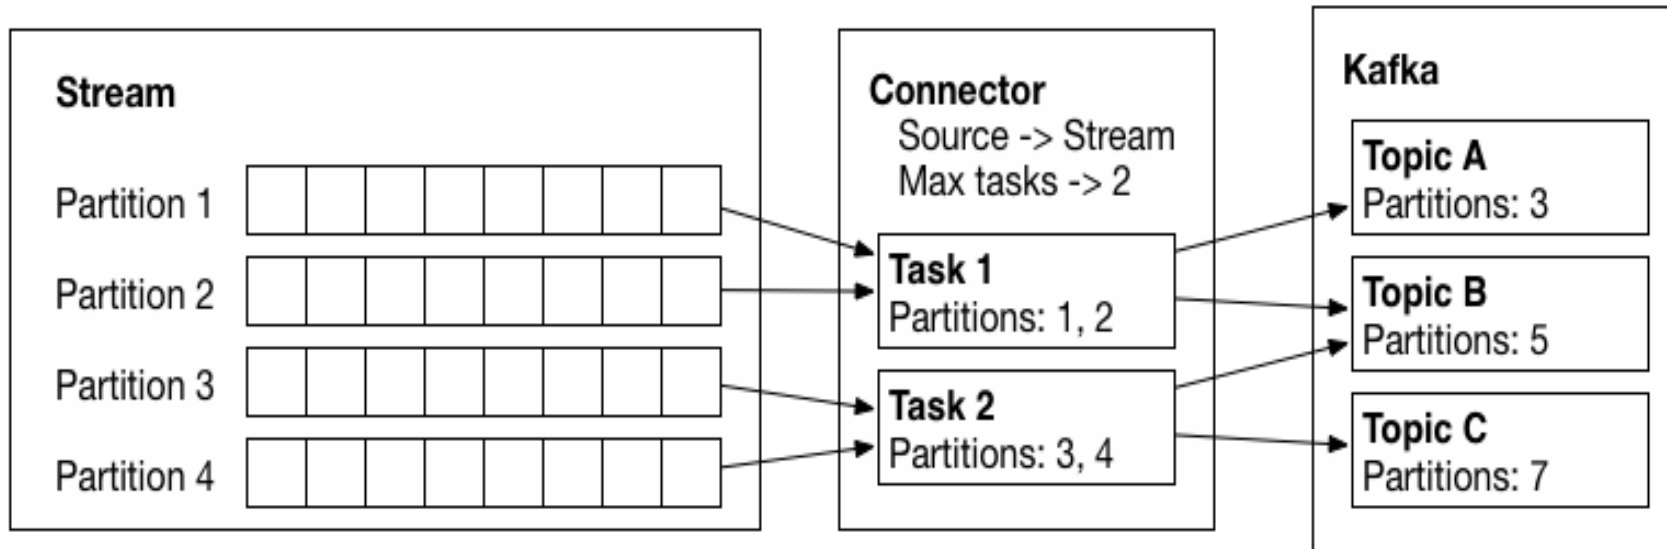 Stream
Partition 1
Partition 2
Partition 3
Partition 4
Connector
Source -> Stream
Max tasks -> 2
Task 1
Partitions: 1, 2
Task 2
Partitions: 3, 4
Kafka
Topic A
Partitions: 3
Topic B
Partitions: 5
Topic C
Partitions: 7